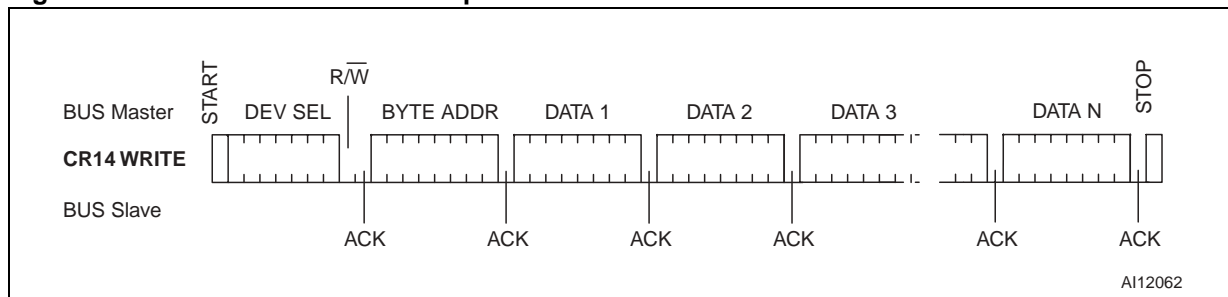 START
R/W
STOP
BUS Master DEV SEL BYTE ADDR DATA 1 DATA 2 DATA 3 DATA N
CR14 WRITE
BUS Slave
ACK ACK ACK ACK ACK ACK
AI12062